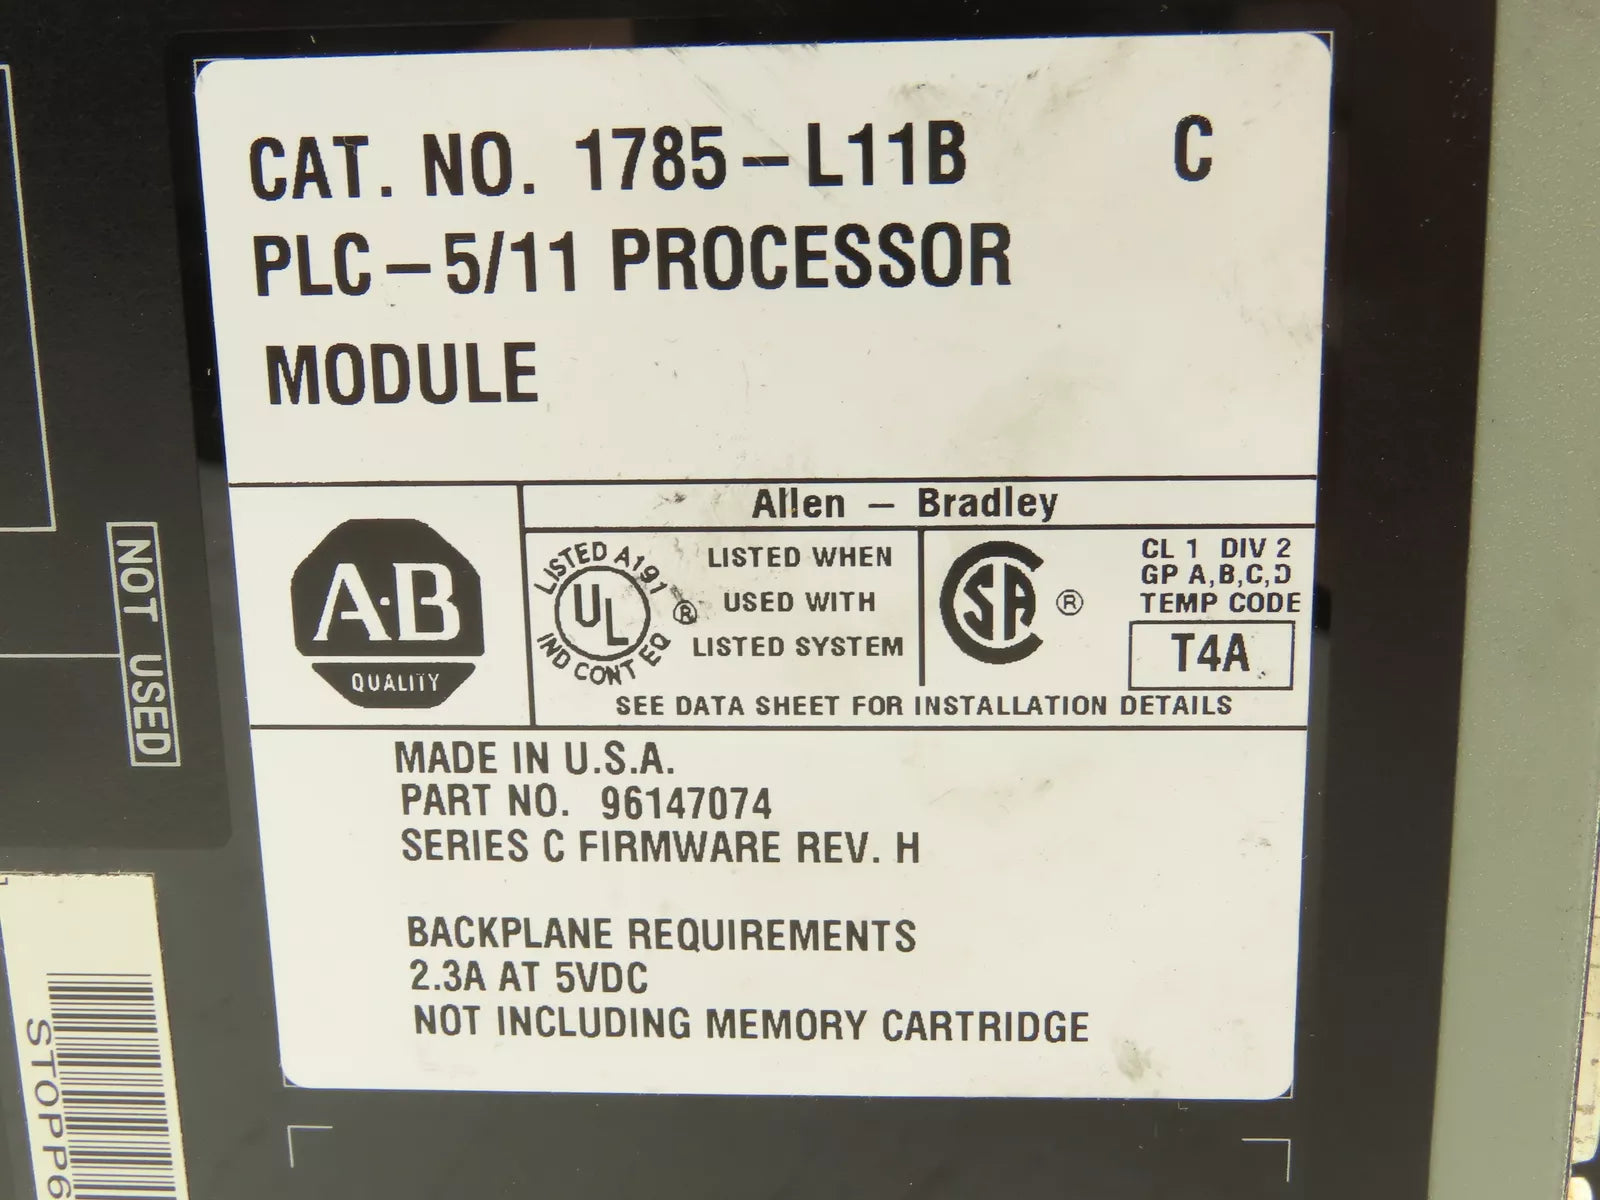 CAT. NO. 1785-L11B C
PLC-5/11 PROCESSOR
MODULE
Allen - Bradley
A·B
QUALITY
LISTED A191
UL ®
IND CONT EQ
LISTED WHEN
USED WITH
LISTED SYSTEM
SA ®
CL 1 DIV 2
GP A,B,C,D
TEMP CODE
T4A
SEE DATA SHEET FOR INSTALLATION DETAILS
MADE IN U.S.A.
PART NO. 96147074
SERIES C FIRMWARE REV. H
BACKPLANE REQUIREMENTS
2.3A AT 5VDC
NOT INCLUDING MEMORY CARTRIDGE
NOT USED
STOPP6